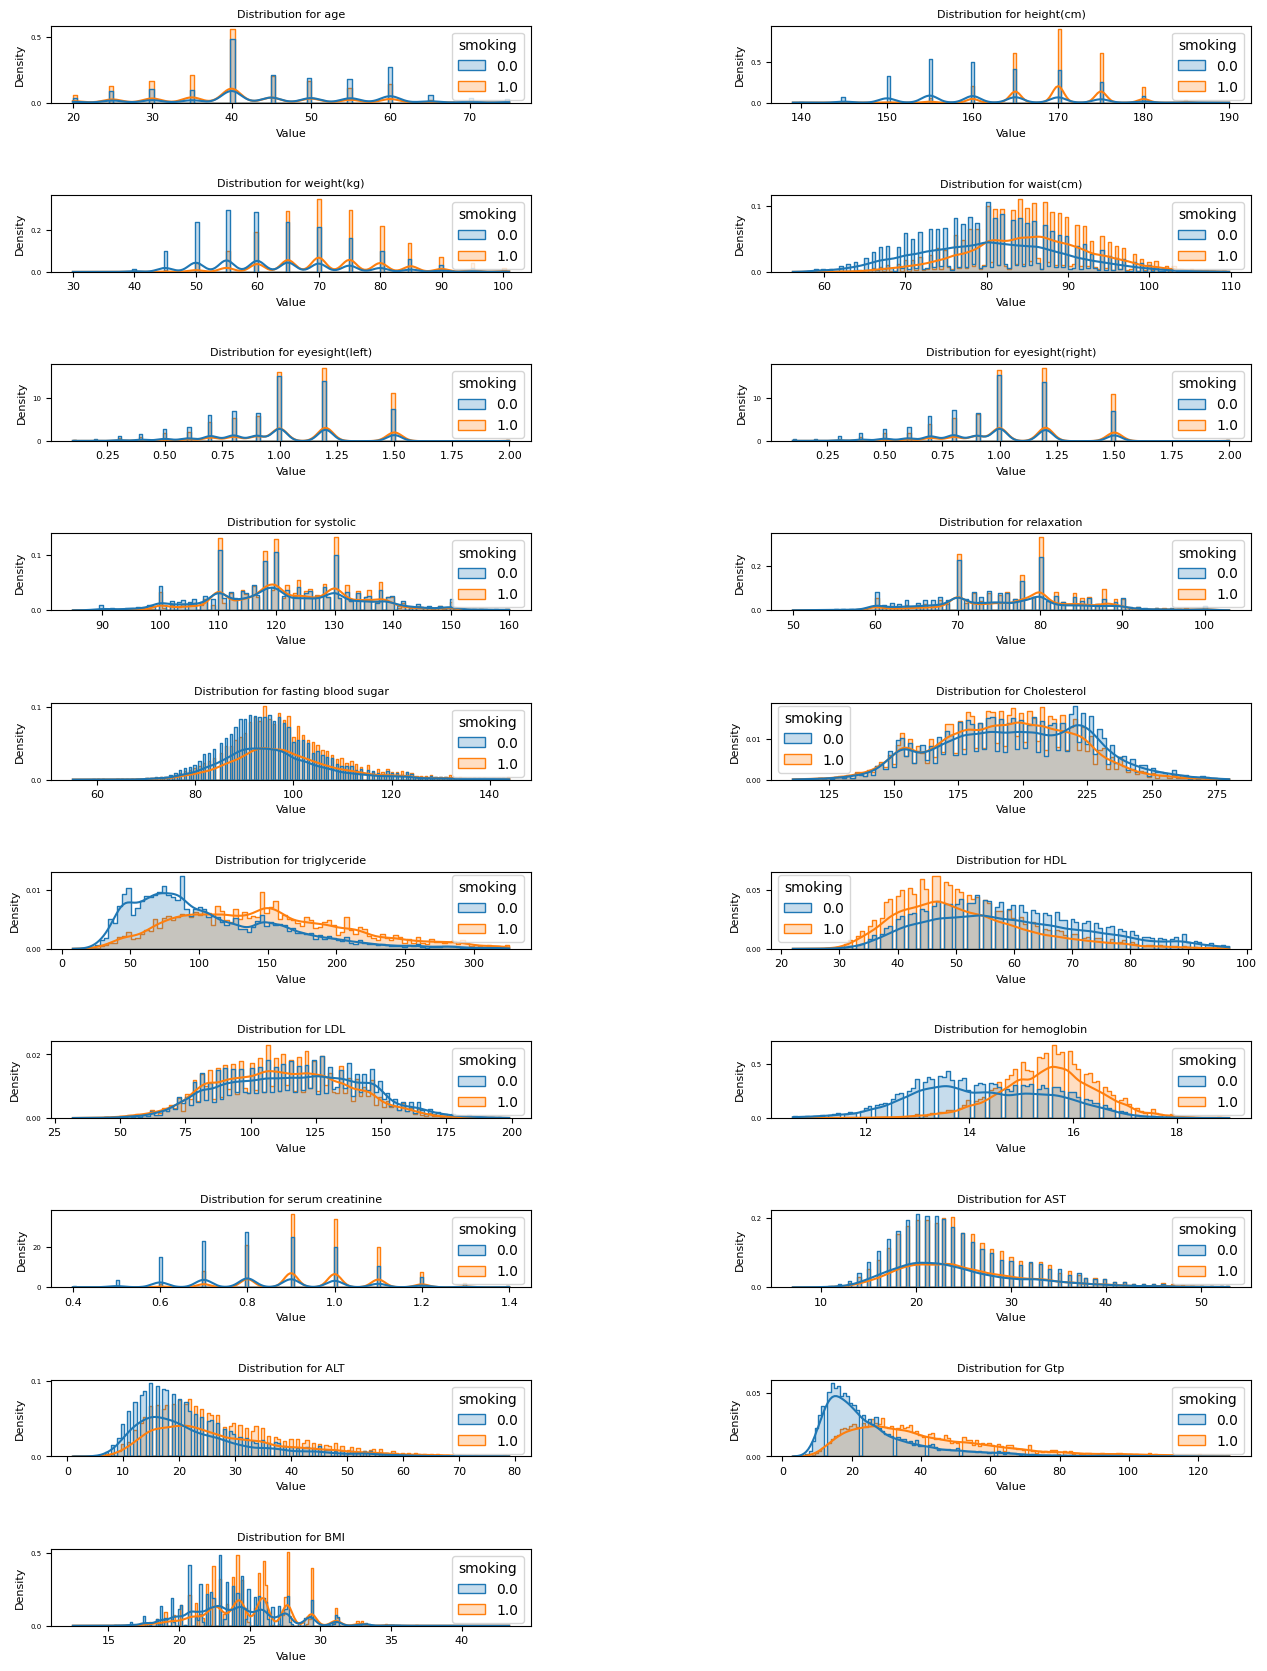 Distribution for age
Density
0.5
0.0
20 30 40 50 60 70
Value
smoking
0.0
1.0
Distribution for height(cm)
Density
0.5
0.0
140 150 160 170 180 190
Value
smoking
0.0
1.0
Distribution for weight(kg)
Density
0.2
0.0
30 40 50 60 70 80 90 100
Value
smoking
0.0
1.0
Distribution for waist(cm)
Density
0.1
0.0
60 70 80 90 100 110
Value
smoking
0.0
1.0
Distribution for eyesight(left)
Density
10
0
0.25 0.50 0.75 1.00 1.25 1.50 1.75 2.00
Value
smoking
0.0
1.0
Distribution for eyesight(right)
Density
10
0
0.25 0.50 0.75 1.00 1.25 1.50 1.75 2.00
Value
smoking
0.0
1.0
Distribution for systolic
Density
0.1
0.0
90 100 110 120 130 140 150 160
Value
smoking
0.0
1.0
Distribution for relaxation
Density
0.2
0.0
50 60 70 80 90 100
Value
smoking
0.0
1.0
Distribution for fasting blood sugar
Density
0.1
0.0
60 80 100 120 140
Value
smoking
0.0
1.0
Distribution for Cholesterol
Density
0.01
0.00
125 150 175 200 225 250 275
Value
smoking
0.0
1.0
Distribution for triglyceride
Density
0.01
0.00
0 50 100 150 200 250 300
Value
smoking
0.0
1.0
Distribution for HDL
Density
0.05
0.00
20 30 40 50 60 70 80 90 100
Value
smoking
0.0
1.0
Distribution for LDL
Density
0.02
0.00
25 50 75 100 125 150 175 200
Value
smoking
0.0
1.0
Distribution for hemoglobin
Density
0.5
0.0
12 14 16 18
Value
smoking
0.0
1.0
Distribution for serum creatinine
Density
20
0
0.4 0.6 0.8 1.0 1.2 1.4
Value
smoking
0.0
1.0
Distribution for AST
Density
0.2
0.0
10 20 30 40 50
Value
smoking
0.0
1.0
Distribution for ALT
Density
0.1
0.0
0 10 20 30 40 50 60 70 80
Value
smoking
0.0
1.0
Distribution for Gtp
Density
0.05
0.00
0 20 40 60 80 100 120
Value
smoking
0.0
1.0
Distribution for BMI
Density
0.5
0.0
15 20 25 30 35 40
Value
smoking
0.0
1.0